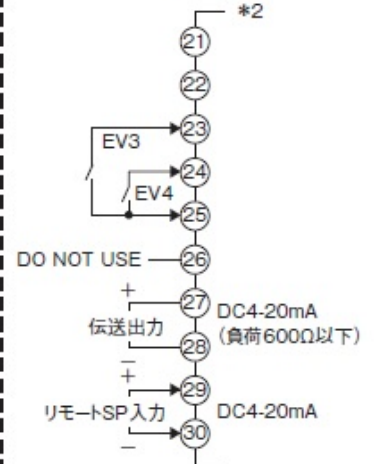 *2
21
22
23
EV3
24
EV4
25
DO NOT USE
26
+
27
DC4-20mA
伝送出力
(負荷600Ω以下)
28
−
+
29
リモートSP入力
DC4-20mA
30
−